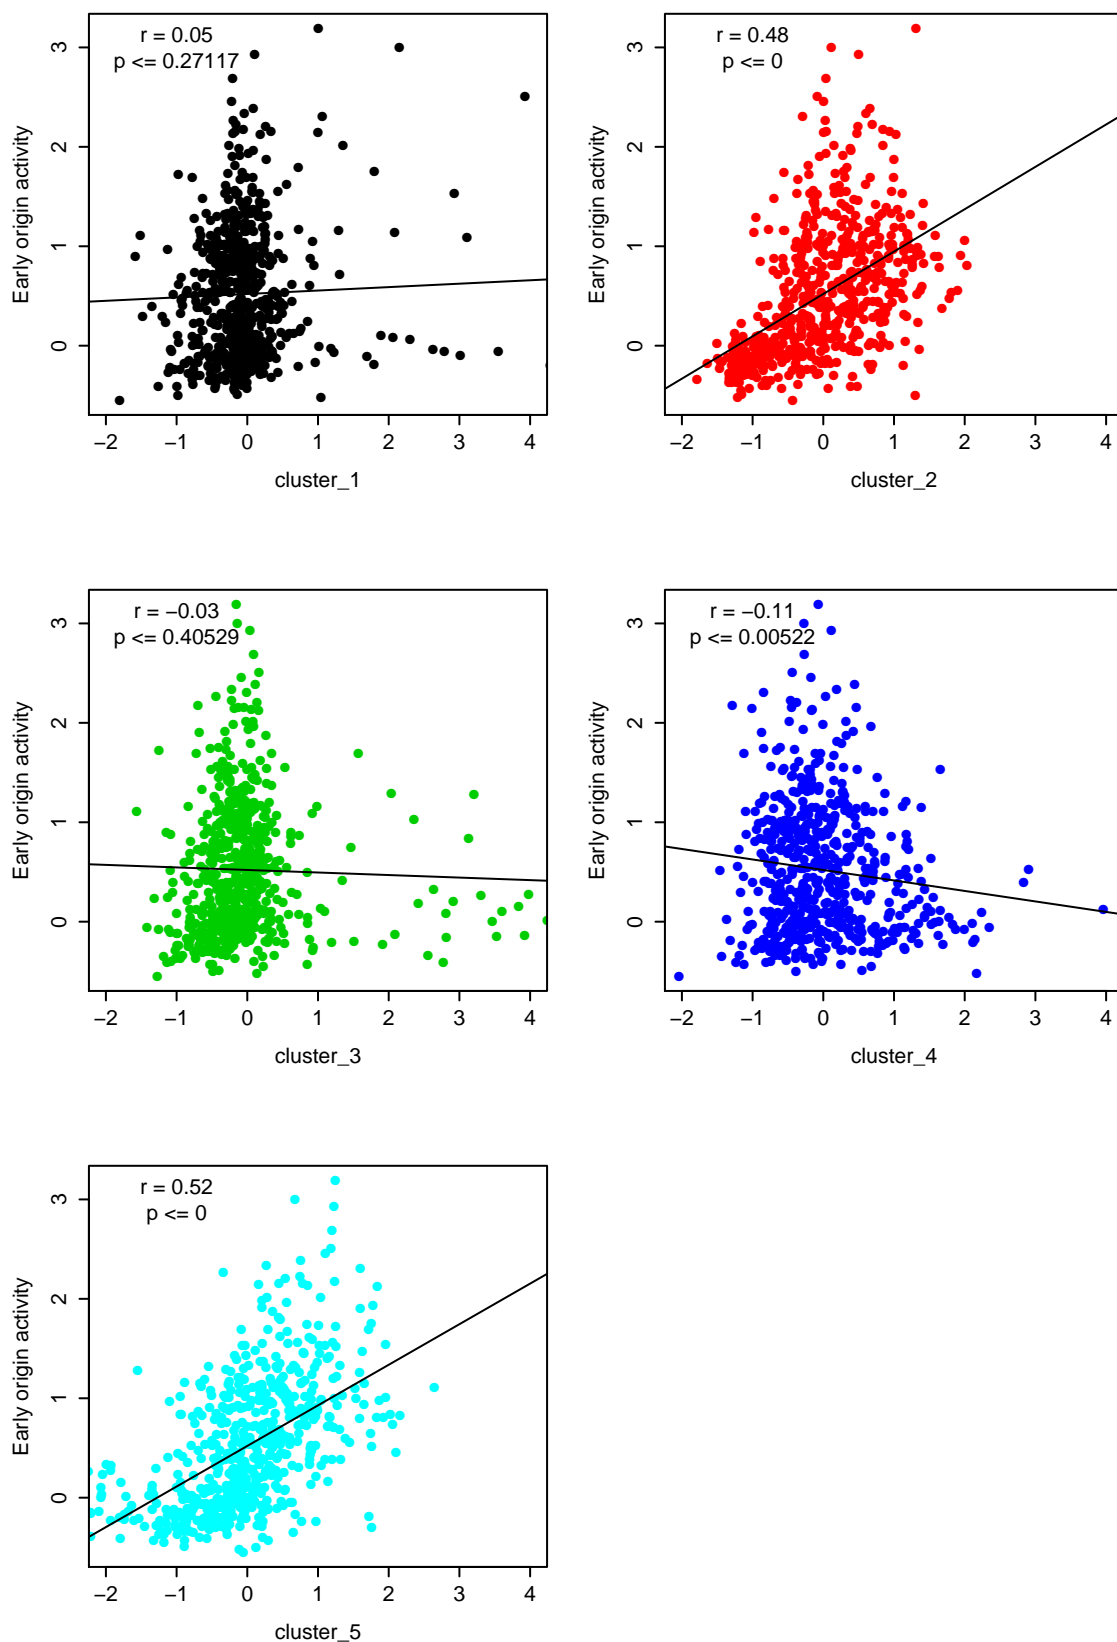 r = 0.05
p <= 0.27117
Early origin activity
3
2
1
0
−2 −1 0 1 2 3 4
cluster_1
r = 0.48
p <= 0
Early origin activity
3
2
1
0
−2 −1 0 1 2 3 4
cluster_2
r = −0.03
p <= 0.40529
Early origin activity
3
2
1
0
−2 −1 0 1 2 3 4
cluster_3
r = −0.11
p <= 0.00522
Early origin activity
3
2
1
0
−2 −1 0 1 2 3 4
cluster_4
r = 0.52
p <= 0
Early origin activity
3
2
1
0
−2 −1 0 1 2 3 4
cluster_5